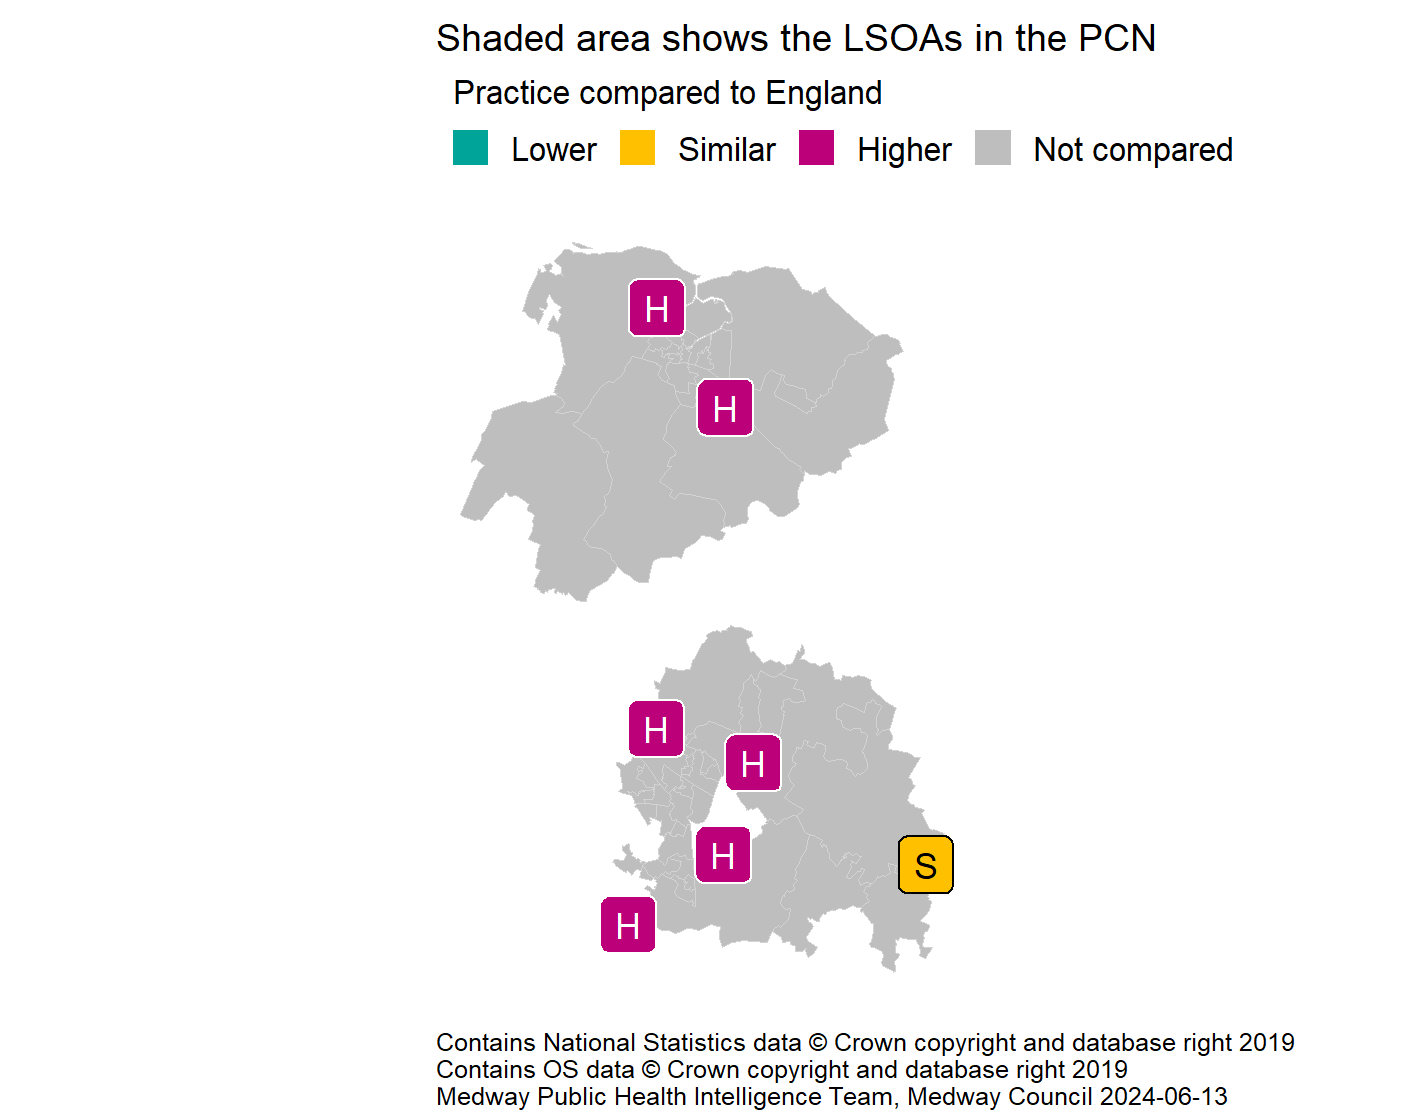 Shaded area shows the LSOAs in the PCN
Practice compared to England
Lower Similar Higher Not compared
H
H
H
H
H
S
H
Contains National Statistics data © Crown copyright and database right 2019
Contains OS data © Crown copyright and database right 2019
Medway Public Health Intelligence Team, Medway Council 2024-06-13